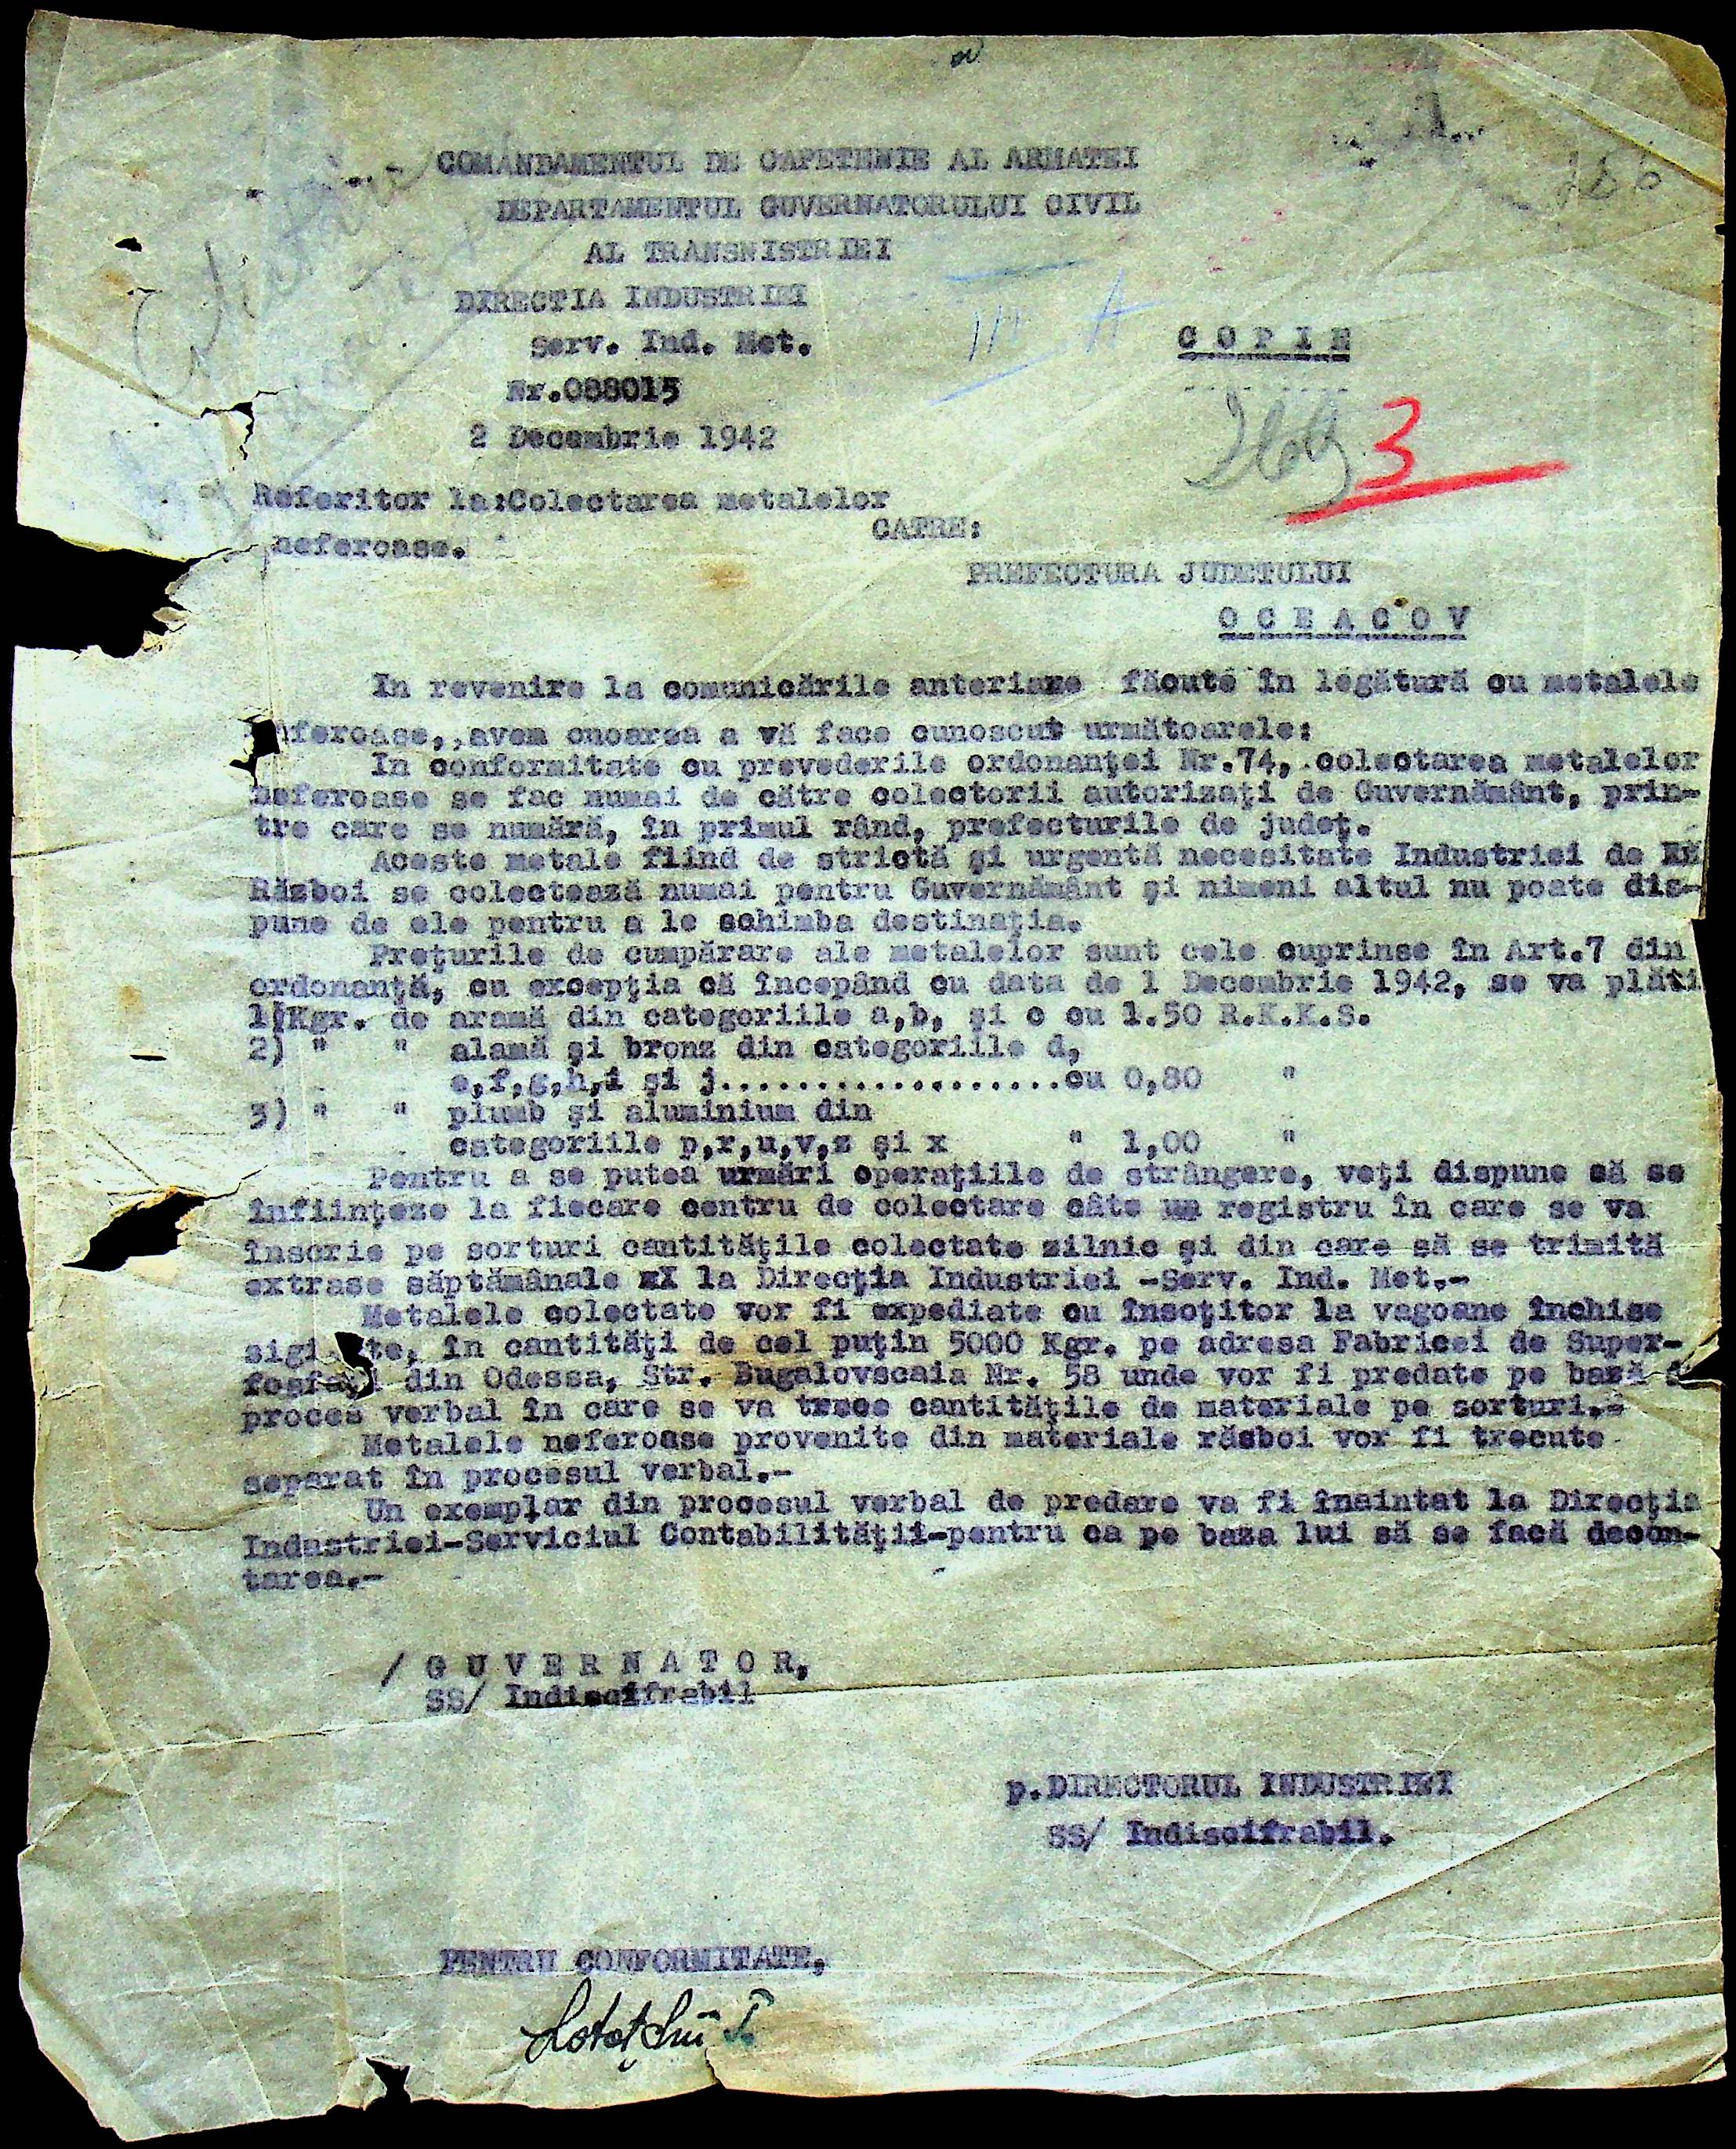 COMANDAMENTUL DE CAPETENIE AL ARMATEI
DEPARTAMENTUL GUVERNATORULUI CIVIL
AL TRANSNISTRIEI
DIRECTIA INDUSTRIEI
Serv. Ind. Met.
III A
COPIE
Nr.088015
3
2 Decembrie 1942
Referitor la:Colectarea metalelor
neferoase.
CATRE:
PREFECTURA JUDETULUI
OCEACOV
In revenire la comunicările anterioare făcute în légătură cu metalele
nferoase,,avem onoarea a vă face cunoscut următoarele:
In conformitate cu prevederile ordonanţei Nr.74, colectarea metalelor
neferoase se fac numai de către colectorii autorizaţi de Guvernământ, prin-
tre care se numără, în primul rând, prefecturile de judeţ.
Aceste metale fiind de strictă şi urgentă necesitate Industriei de
Război se colectează numai pentru Guvernământ şi nimeni altul nu poate dis-
pune de ele pentru a le schimba destinaţia.
Preţurile de cumpărare ale metalelor sunt cele cuprinse în Art.7 din
ordonanţă, cu excepţia că începând cu data de 1 Decembrie 1942, se va plăti
1)Kgr. de aramă din categoriile a,b, şi c cu 1.50 R.K.K.S.
2) " " alamă şi bronz din categoriile d,
e,f,g,h,i şi j...................cu 0,80 "
3) " " plumb şi aluminium din
categoriile p,r,u,v,z şi x " 1,00 "
Pentru a se putea urmări operaţiile de strângere, veţi dispune să se
înfiinţeze la fiecare centru de colectare câte un registru în care se va
înscrie pe sorturi cantităţile colectate zilnic şi din care să se trimită
extrase săptămânale xI la Direcţia Industriei -Serv. Ind. Met.-
Metalele colectate vor fi expediate cu însoţitor la vagoane închise
sigi te, în cantităţi de cel puţin 5000 Kgr. pe adresa Fabricei de Super-
fosfaţi din Odessa, Str. Bugalovscaia Nr. 58 unde vor fi predate pe bază
proces verbal în care se va trece cantităţile de materiale pe sorturi.-
Metalele neferoase provenite din materiale răsboi vor fi trecute
separat în procesul verbal.-
Un exemplar din procesul verbal de predare va fi înaintat la Direcţia
Industriei-Serviciul Contabilităţii-pentru ca pe baza lui să se facă decon-
tarea.-
/ GUVERNATOR,
SS/ Indiscifrabil
p.DIRECTORUL INDUSTRIEI
SS/ Indiscifrabil.
PENTRU CONFORMITATE,